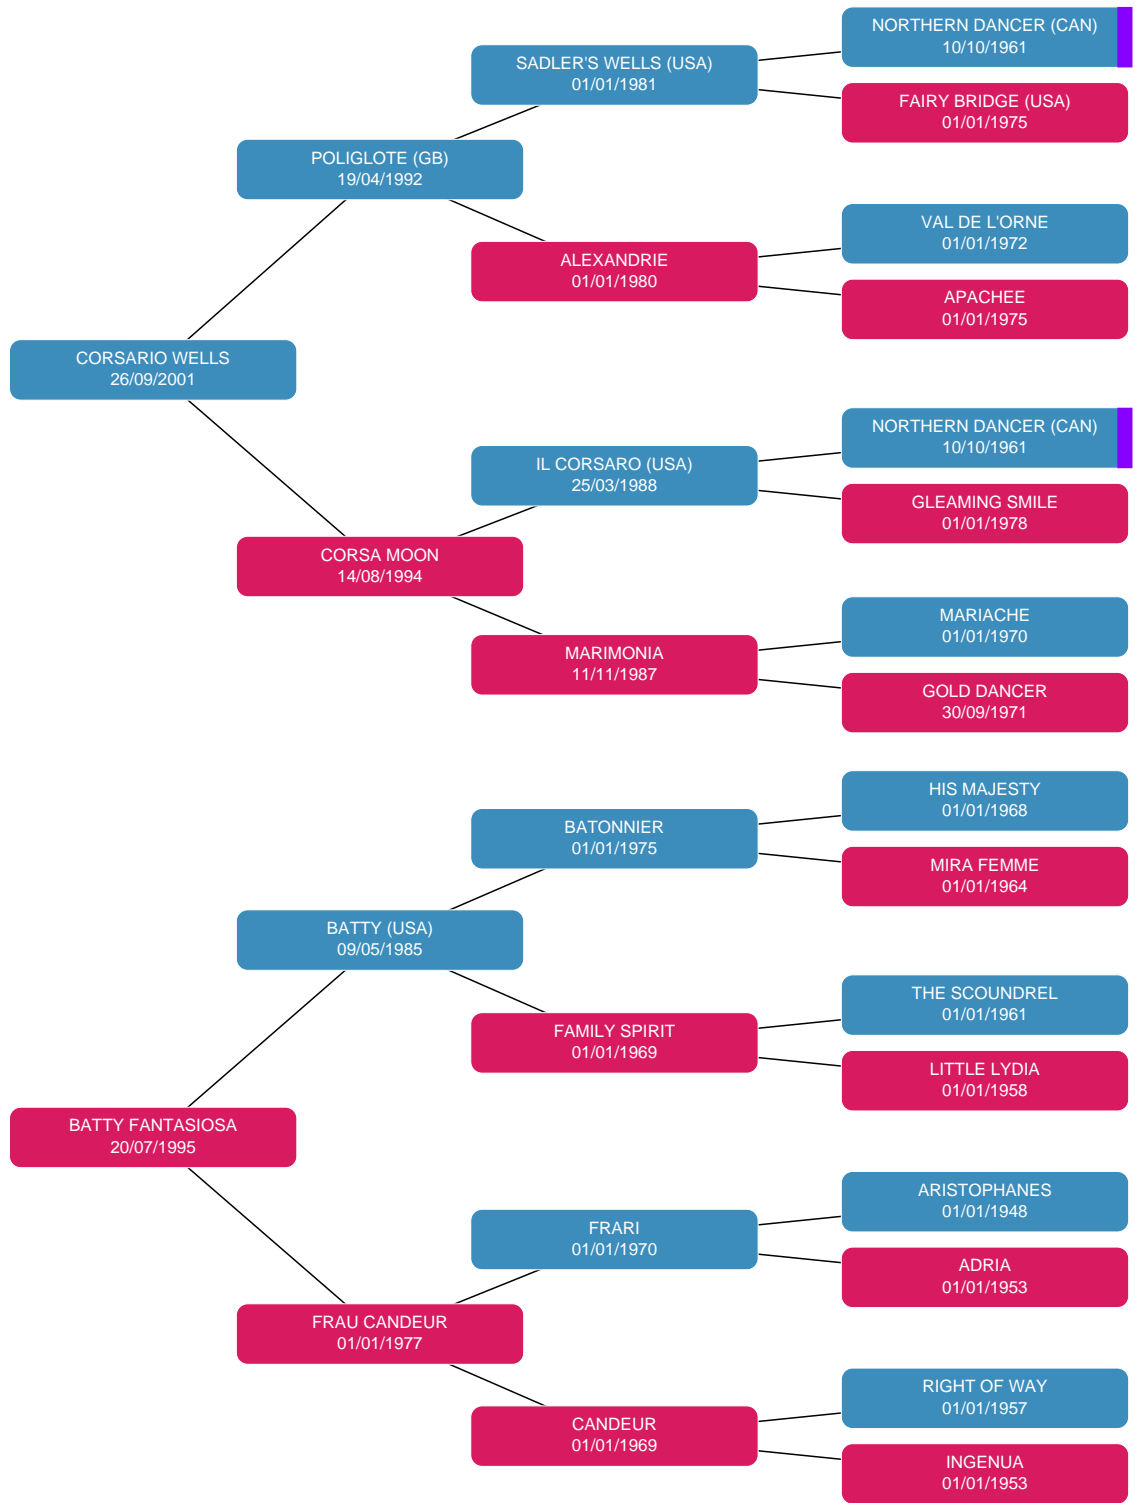 NORTHERN DANCER (CAN)
10/10/1961
SADLER'S WELLS (USA)
01/01/1981
FAIRY BRIDGE (USA)
01/01/1975
POLIGLOTE (GB)
19/04/1992
VAL DE L'ORNE
01/01/1972
ALEXANDRIE
01/01/1980
APACHEE
01/01/1975
CORSARIO WELLS
26/09/2001
NORTHERN DANCER (CAN)
10/10/1961
IL CORSARO (USA)
25/03/1988
GLEAMING SMILE
01/01/1978
CORSA MOON
14/08/1994
MARIACHE
01/01/1970
MARIMONIA
11/11/1987
GOLD DANCER
30/09/1971
HIS MAJESTY
01/01/1968
BATONNIER
01/01/1975
MIRA FEMME
01/01/1964
BATTY (USA)
09/05/1985
THE SCOUNDREL
01/01/1961
FAMILY SPIRIT
01/01/1969
LITTLE LYDIA
01/01/1958
BATTY FANTASIOSA
20/07/1995
ARISTOPHANES
01/01/1948
FRARI
01/01/1970
ADRIA
01/01/1953
FRAU CANDEUR
01/01/1977
RIGHT OF WAY
01/01/1957
CANDEUR
01/01/1969
INGENUA
01/01/1953